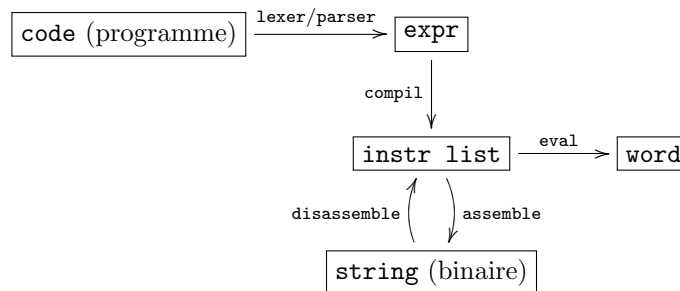 code (programme)
lexer/parser
expr
compil
instr list
eval
word
disassemble
assemble
string (binaire)